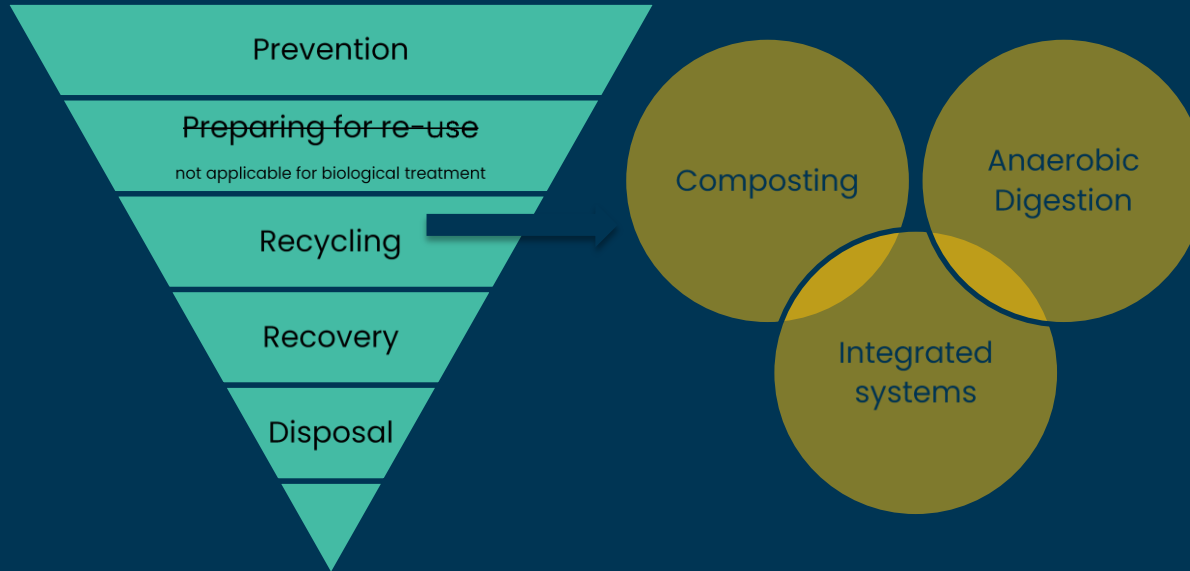 Prevention
Preparing for re-use
not applicable for biological treatment
Recycling
Recovery
Disposal
Composting
Anaerobic
Digestion
Integrated
systems